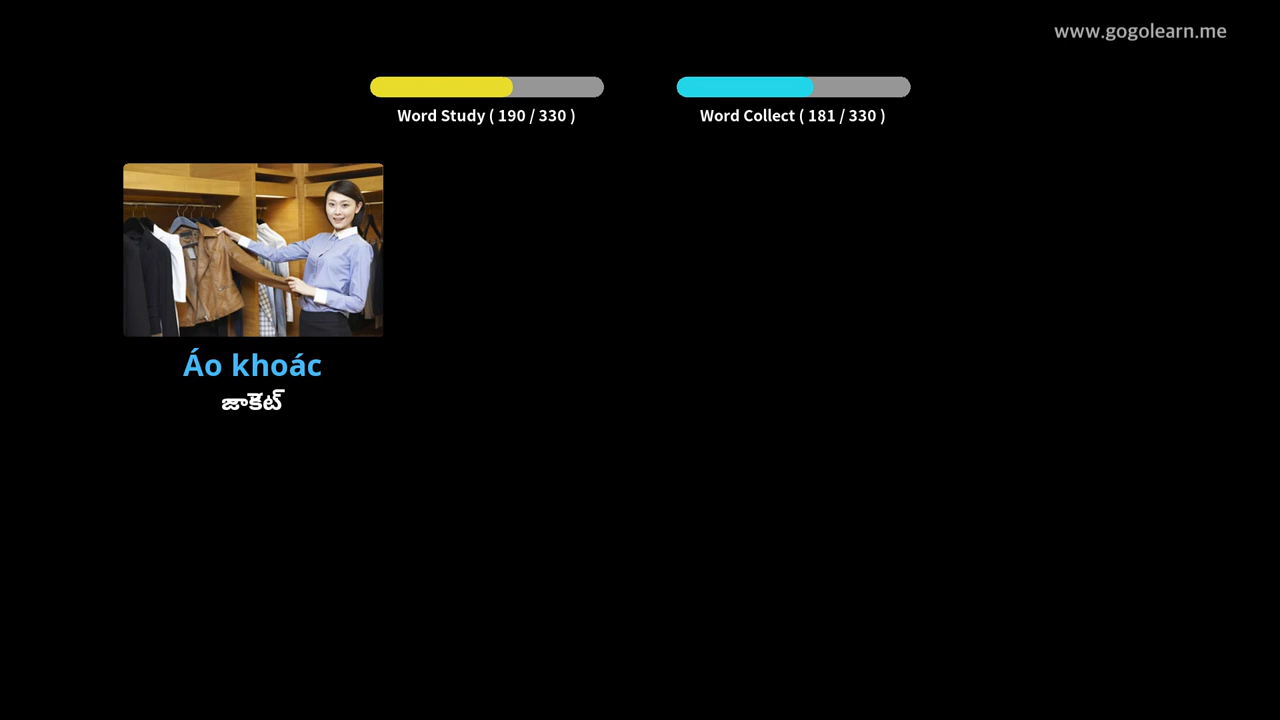 www.gogolearn.me
Word Study ( 190 / 330 )
Word Collect ( 181 / 330 )
Áo khoác
జాకెట్